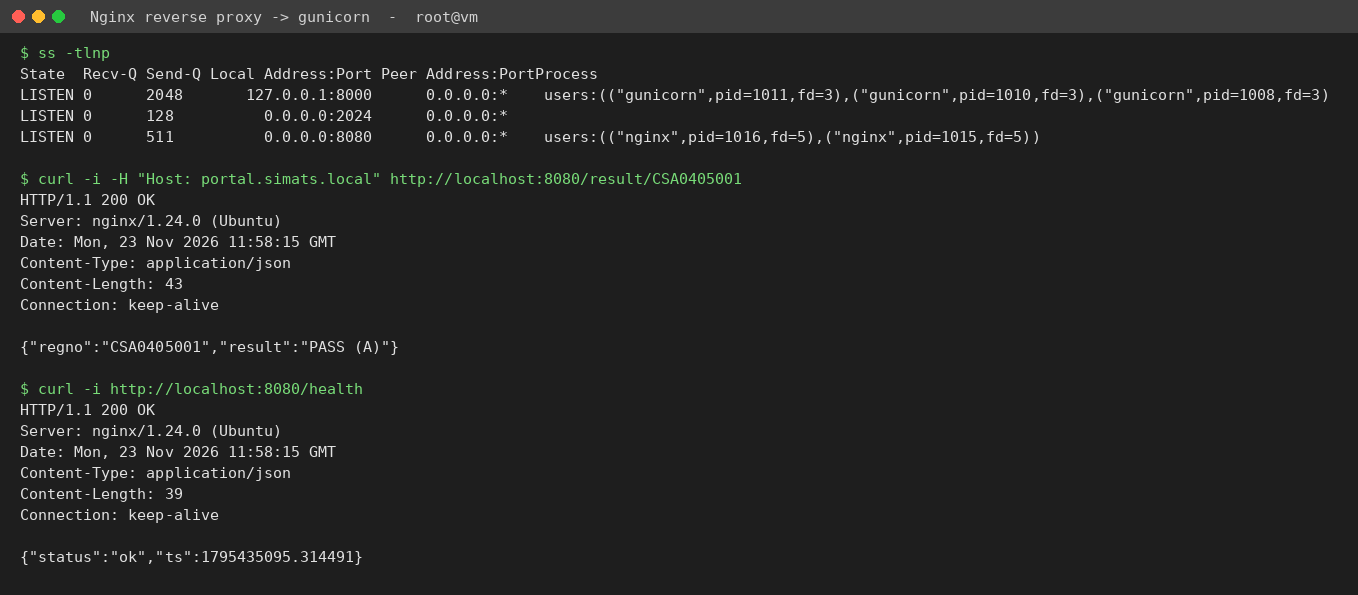 Nginx reverse proxy -> gunicorn  -  root@vm
$ ss -tlnp
State  Recv-Q Send-Q Local Address:Port Peer Address:PortProcess
LISTEN 0      2048       127.0.0.1:8000      0.0.0.0:*    users:(("gunicorn",pid=1011,fd=3),("gunicorn",pid=1010,fd=3),("gunicorn",pid=1008,fd=3)
LISTEN 0      128          0.0.0.0:2024      0.0.0.0:*
LISTEN 0      511          0.0.0.0:8080      0.0.0.0:*    users:(("nginx",pid=1016,fd=5),("nginx",pid=1015,fd=5))
$ curl -i -H "Host: portal.simats.local" http://localhost:8080/result/CSA0405001
HTTP/1.1 200 OK
Server: nginx/1.24.0 (Ubuntu)
Date: Mon, 23 Nov 2026 11:58:15 GMT
Content-Type: application/json
Content-Length: 43
Connection: keep-alive
{"regno":"CSA0405001","result":"PASS (A)"}
$ curl -i http://localhost:8080/health
HTTP/1.1 200 OK
Server: nginx/1.24.0 (Ubuntu)
Date: Mon, 23 Nov 2026 11:58:15 GMT
Content-Type: application/json
Content-Length: 39
Connection: keep-alive
{"status":"ok","ts":1795435095.314491}